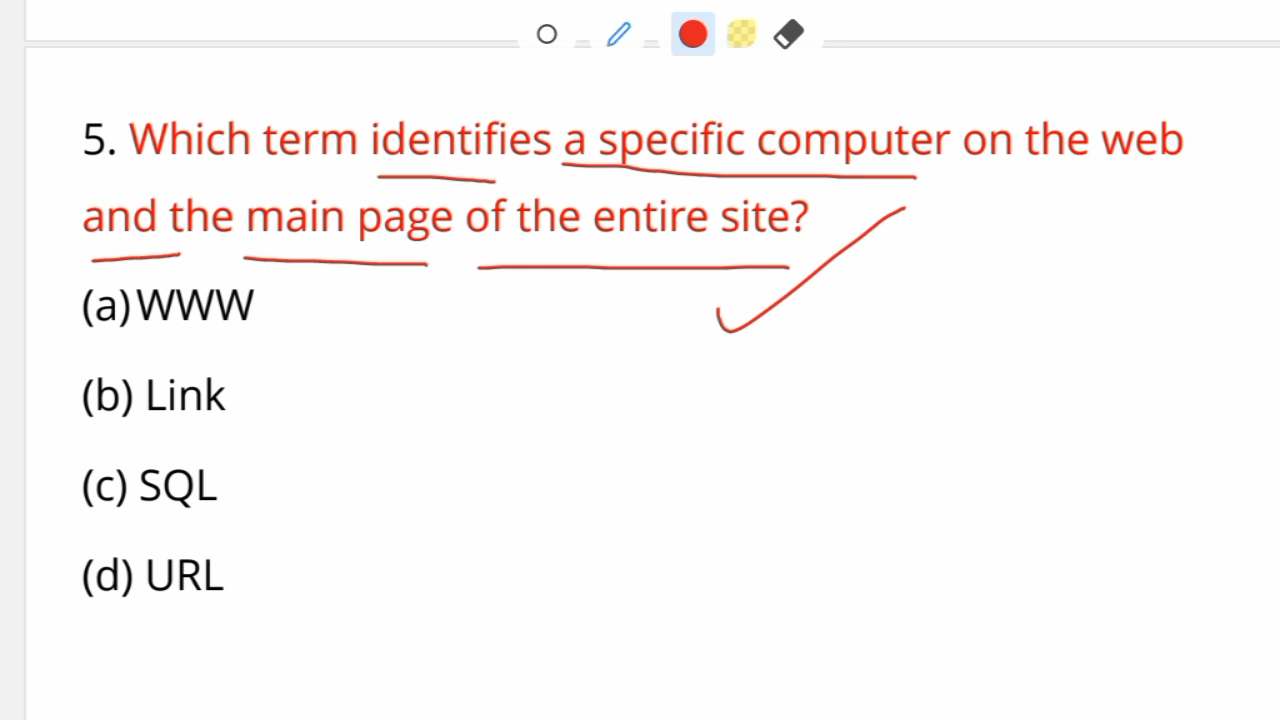 5. Which term identifies a specific computer on the web
and the main page of the entire site?
(a) WWW
(b) Link
(c) SQL
(d) URL